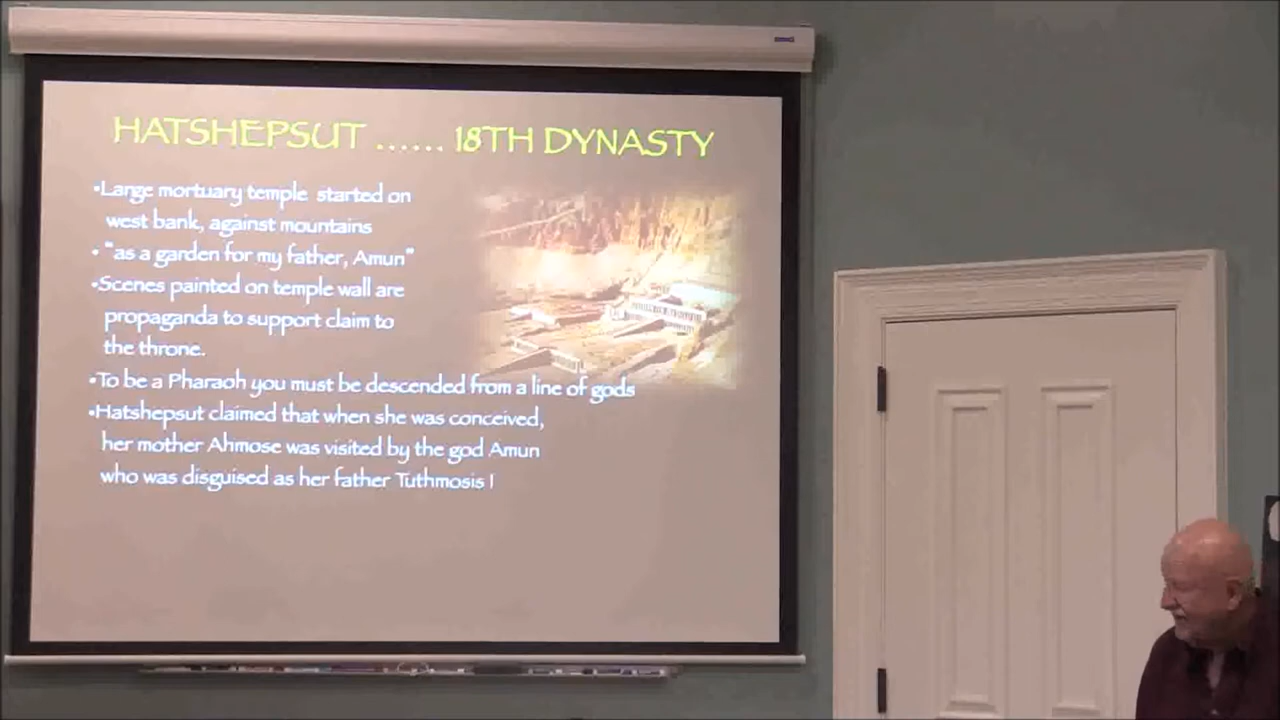 HATSHEPSUT ...... 18TH DYNASTY
•Large mortuary temple started on
west bank, against mountains
• "as a garden for my father, Amun"
•Scenes painted on temple wall are
propaganda to support claim to
the throne.
•To be a Pharaoh you must be descended from a line of gods
•Hatshepsut claimed that when she was conceived,
her mother Ahmose was visited by the god Amun
who was disguised as her father Tuthmosis I